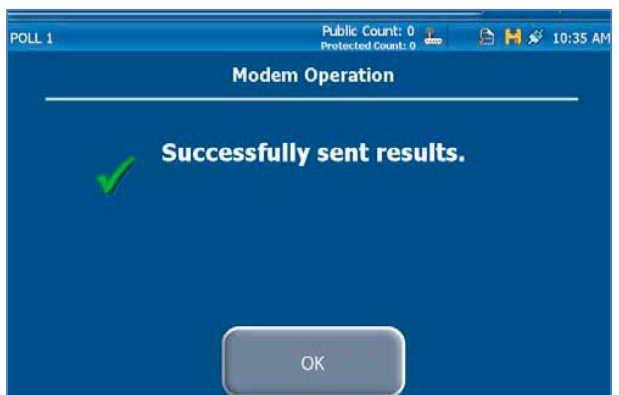 POLL 1
Public Count: 0
Protected Count: 0
10:35 AM
Modem Operation
Successfully sent results.
OK